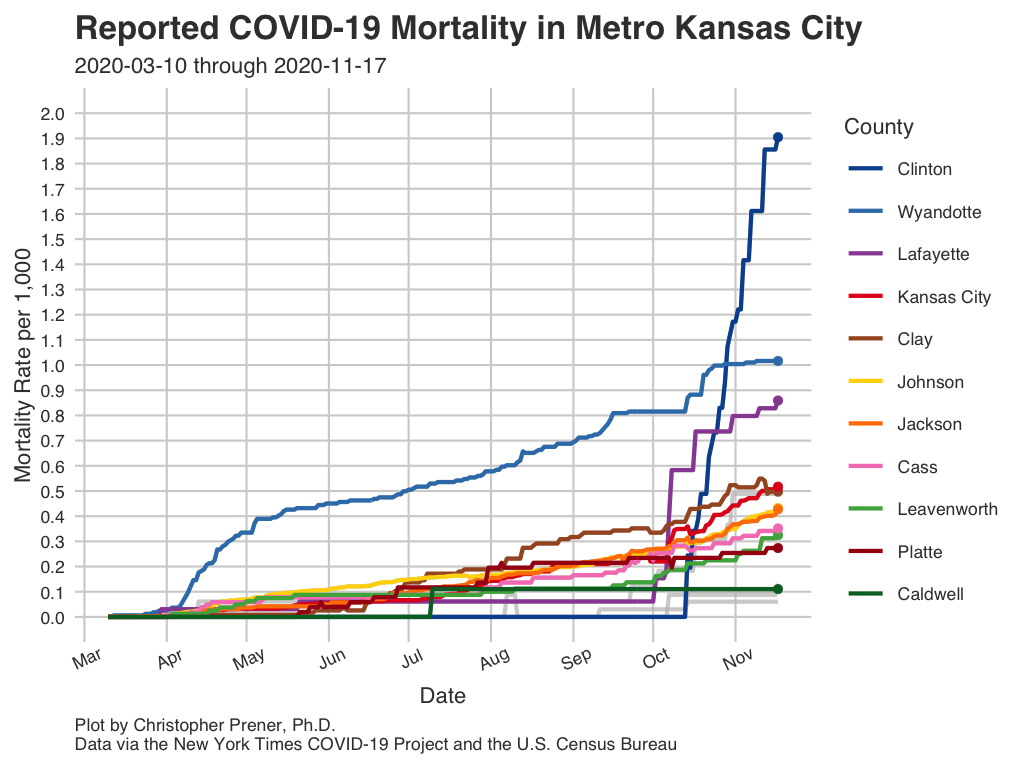 Reported COVID-19 Mortality in Metro Kansas City
2020-03-10 through 2020-11-17
Mortality Rate per 1,000
2.0
1.9
1.8
1.7
1.6
1.5
1.4
1.3
1.2
1.1
1.0
0.9
0.8
0.7
0.6
0.5
0.4
0.3
0.2
0.1
0.0
Mar Apr May Jun Jul Aug Sep Oct Nov
Date
County
Clinton
Wyandotte
Lafayette
Kansas City
Clay
Johnson
Jackson
Cass
Leavenworth
Platte
Caldwell
Plot by Christopher Prener, Ph.D.
Data via the New York Times COVID-19 Project and the U.S. Census Bureau